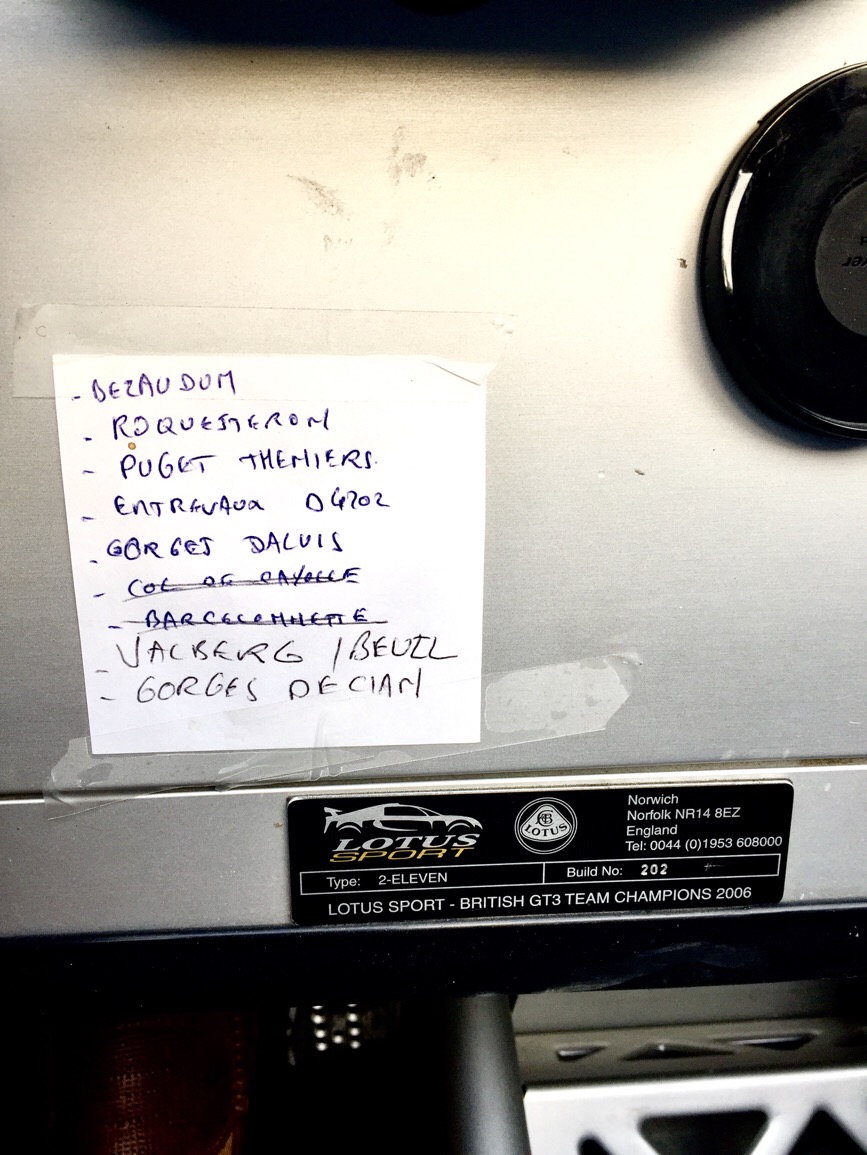 - BEZAUDUM
- ROQUESTERON
- PUGET THENIERS.
- ENTREVAUX D4202
- GORGES DALUIS
- COL DE CAYOLLE
- BARCELONNETTE
- VALBERG / BEUIL
- GORGES DE CIAN
LOTUS
SPORT
LOTUS
Norwich
Norfolk NR14 8EZ
England
Tel: 0044 (0)1953 608000
Type: 2-ELEVEN
Build No: 202
LOTUS SPORT - BRITISH GT3 TEAM CHAMPIONS 2006